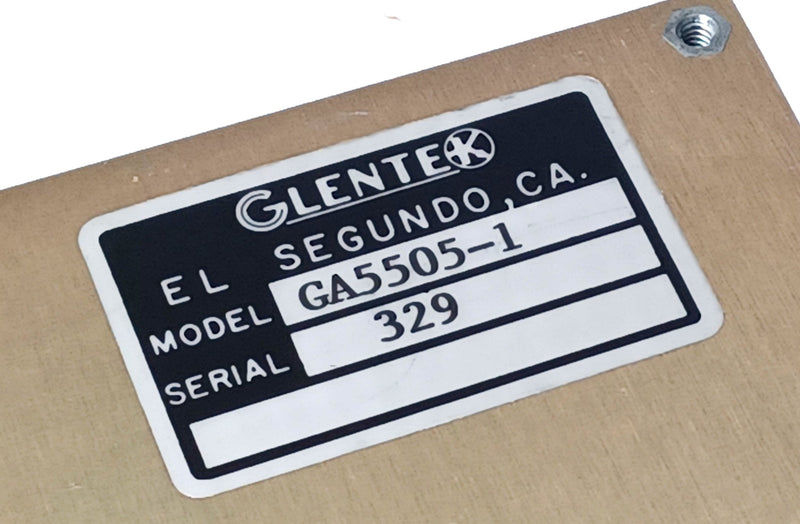 GLENTEK
EL SEGUNDO, CA.
MODEL GA5505-1
SERIAL 329